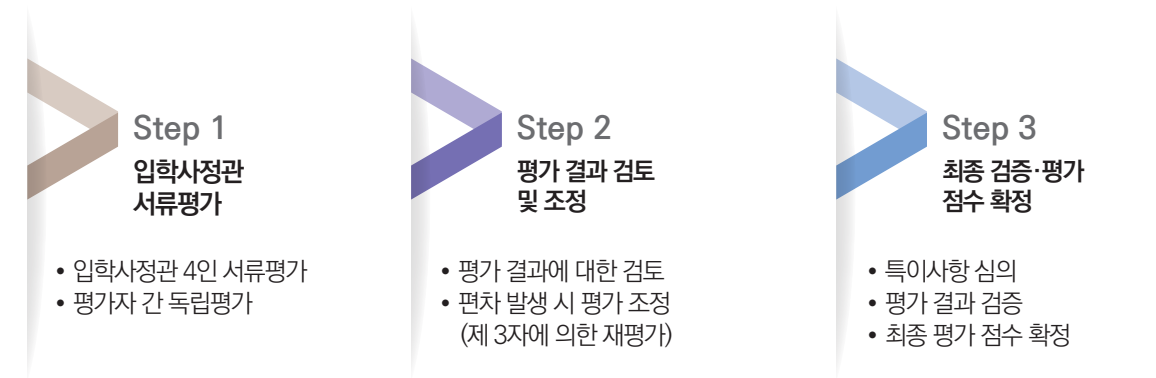 Step 1
입학사정관
서류평가
• 입학사정관 4인 서류평가
• 평가자 간 독립평가
Step 2
평가 결과 검토
및 조정
• 평가 결과에 대한 검토
• 편차 발생 시 평가 조정
(제 3자에 의한 재평가)
Step 3
최종 검증·평가
점수 확정
• 특이사항 심의
• 평가 결과 검증
• 최종 평가 점수 확정